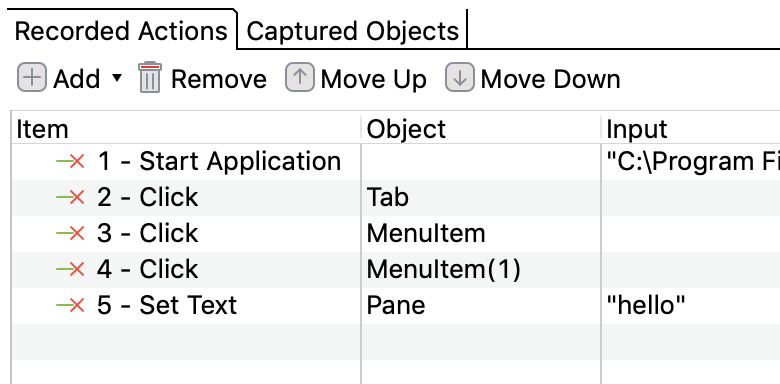 Recorded Actions Captured Objects
Add Remove Move Up Move Down
Item Object Input
1 - Start Application "C:\Program Fi
2 - Click Tab
3 - Click MenuItem
4 - Click MenuItem(1)
5 - Set Text Pane "hello"